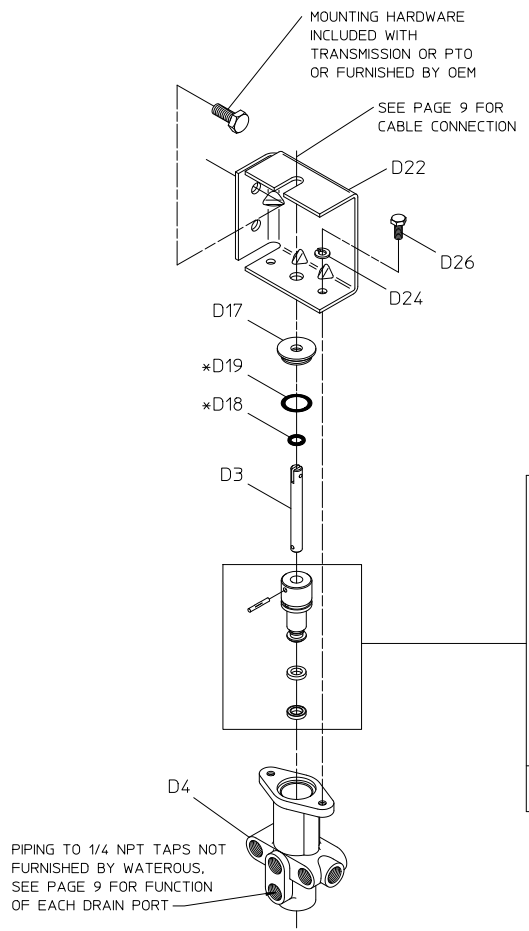 MOUNTING HARDWARE
INCLUDED WITH
TRANSMISSION OR PTO
OR FURNISHED BY OEM
SEE PAGE 9 FOR
CABLE CONNECTION
D22
D26
D24
D17
*D19
*D18
D3
D4
PIPING TO 1/4 NPT TAPS NOT
FURNISHED BY WATEROUS,
SEE PAGE 9 FOR FUNCTION
OF EACH DRAIN PORT